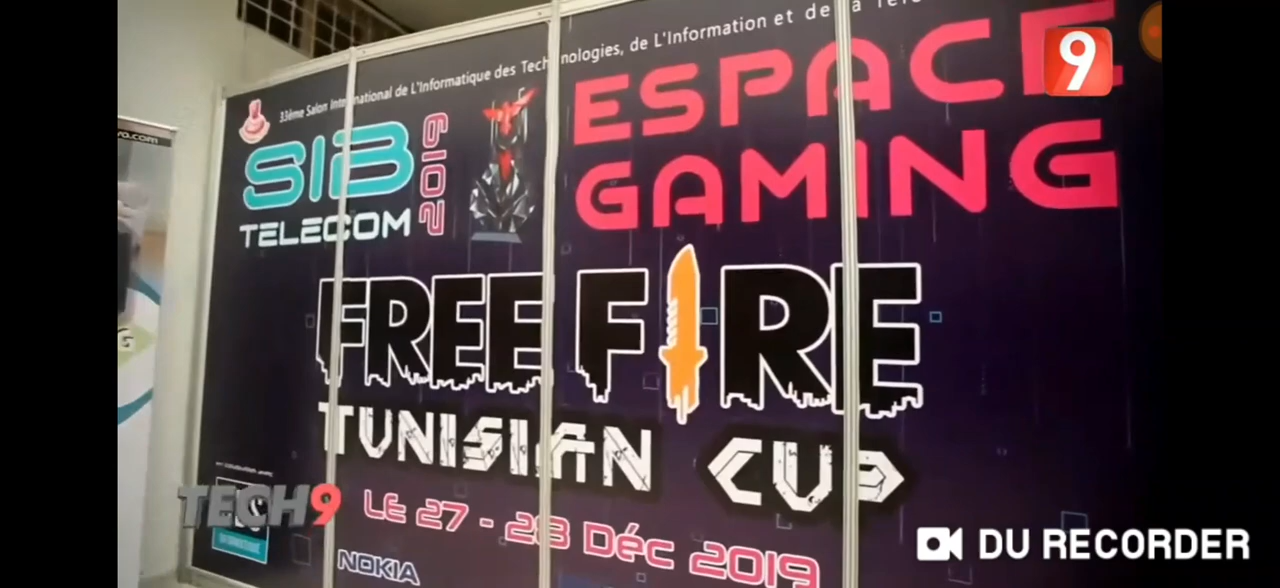 33ème Salon International de L'Informatique des Technologies, de L'Information et de la
SIB
2019
TELECOM
ESPACE
GAMING
9
FREE FIRE
TUNISIAN CUP
LE 27 - 28 Déc 2019
NOKIA
TECH9
DU RECORDER